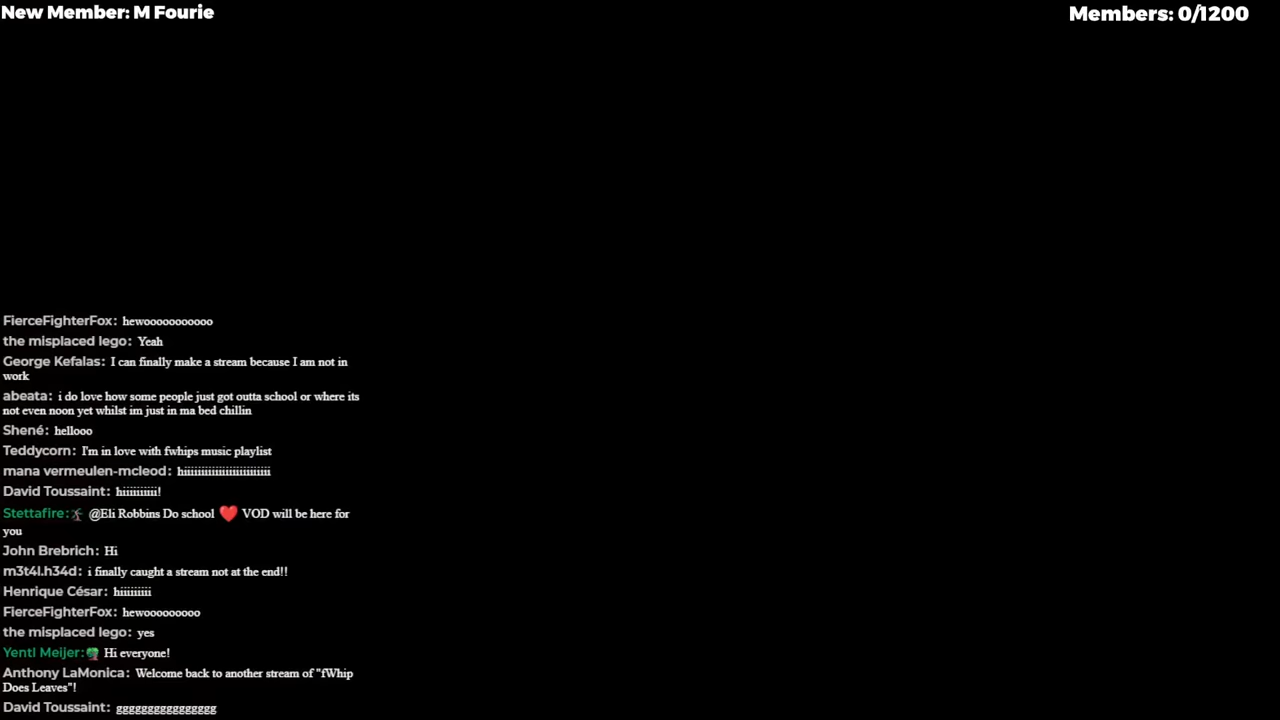 New Member: M Fourie
Members: 0/1200
FierceFighterFox: hewooooooooooo
the misplaced lego: Yeah
George Kefalas: I can finally make a stream because I am not in
work
abeata: i do love how some people just got outta school or where its
not even noon yet whilst im just in ma bed chillin
Shené: hellooo
Teddycorn: I'm in love with fwhips music playlist
mana vermeulen-mcleod: hiiiiiiiiiiiiiiiiiiiiiiiiiii
David Toussaint: hiiiiiiiiii!
Stettafire: @Eli Robbins Do school ❤️ VOD will be here for
you
John Brebrich: Hi
m3t4l.h34d: i finally caught a stream not at the end!!
Henrique César: hiiiiiiiiii
FierceFighterFox: hewooooooooo
the misplaced lego: yes
Yentl Meijer: Hi everyone!
Anthony LaMonica: Welcome back to another stream of "fWhip
Does Leaves"!
David Toussaint: gggggggggggggggg